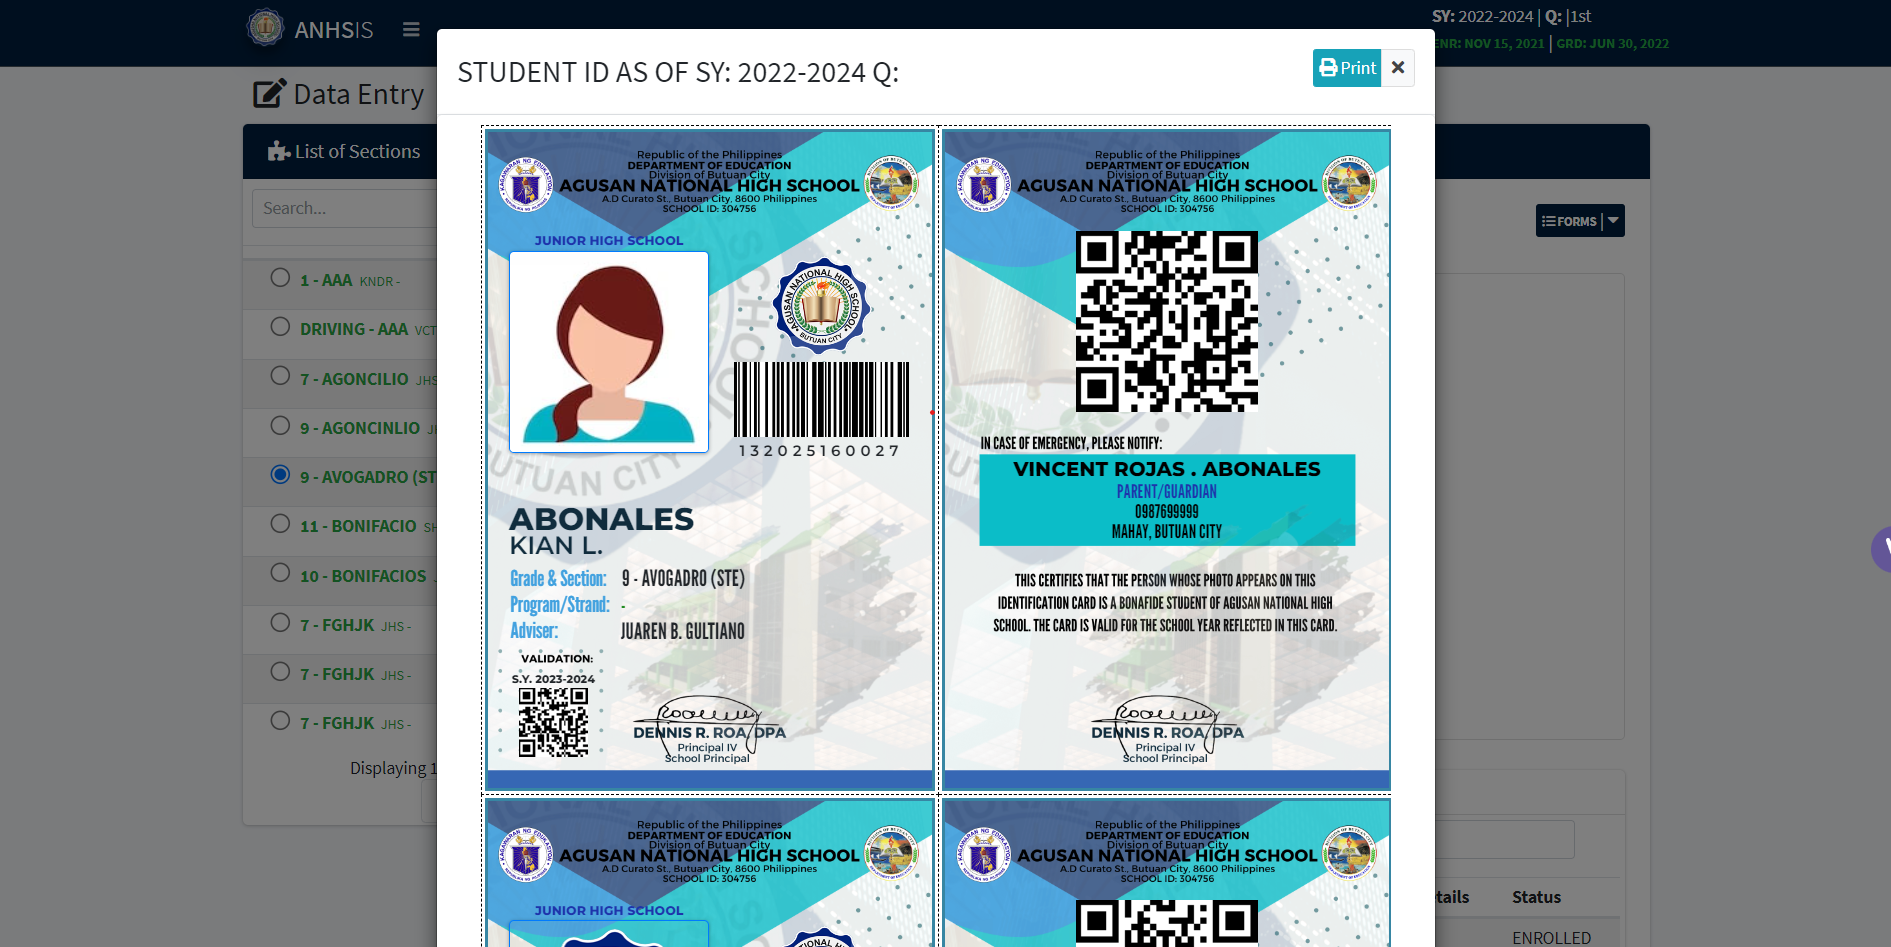 ANHSIS
SY: 2022-2024 | Q: |1st
ENR: NOV 15, 2021 | GRD: JUN 30, 2022
Data Entry
List of Sections
Search...
1 - AAA KNDR -
DRIVING - AAA VCT
7 - AGONCILIO JHS
9 - AGONCINLIO
9 - AVOGADRO (ST
11 - BONIFACIO SH
10 - BONIFACIOS
7 - FGHJK JHS -
7 - FGHJK JHS -
7 - FGHJK JHS -
Displaying 1
FORMS |
Status
ENROLLED
STUDENT ID AS OF SY: 2022-2024 Q:
Print
Republic of the Philippines
DEPARTMENT OF EDUCATION
Division of Butuan City
AGUSAN NATIONAL HIGH SCHOOL
A.D Curato St., Butuan City, 8600 Philippines
SCHOOL ID: 304756
JUNIOR HIGH SCHOOL
AGUSAN NATIONAL HIGH SCHOOL
BUTUAN CITY
132025160027
ABONALES
KIAN L.
Grade & Section: 9 - AVOGADRO (STE)
Program/Strand: -
Adviser: JUAREN B. GULTIANO
VALIDATION:
S.Y. 2023-2024
DENNIS R. ROA, DPA
Principal IV
School Principal
Republic of the Philippines
DEPARTMENT OF EDUCATION
Division of Butuan City
AGUSAN NATIONAL HIGH SCHOOL
A.D Curato St., Butuan City, 8600 Philippines
SCHOOL ID: 304756
IN CASE OF EMERGENCY, PLEASE NOTIFY:
VINCENT ROJAS . ABONALES
PARENT/GUARDIAN
0987699999
MAHAY, BUTUAN CITY
THIS CERTIFIES THAT THE PERSON WHOSE PHOTO APPEARS ON THIS
IDENTIFICATION CARD IS A BONAFIDE STUDENT OF AGUSAN NATIONAL HIGH
SCHOOL. THE CARD IS VALID FOR THE SCHOOL YEAR REFLECTED IN THIS CARD.
DENNIS R. ROA, DPA
Principal IV
School Principal
Republic of the Philippines
DEPARTMENT OF EDUCATION
Division of Butuan City
AGUSAN NATIONAL HIGH SCHOOL
A.D Curato St., Butuan City, 8600 Philippines
SCHOOL ID: 304756
JUNIOR HIGH SCHOOL
Republic of the Philippines
DEPARTMENT OF EDUCATION
Division of Butuan City
AGUSAN NATIONAL HIGH SCHOOL
A.D Curato St., Butuan City, 8600 Philippines
SCHOOL ID: 304756